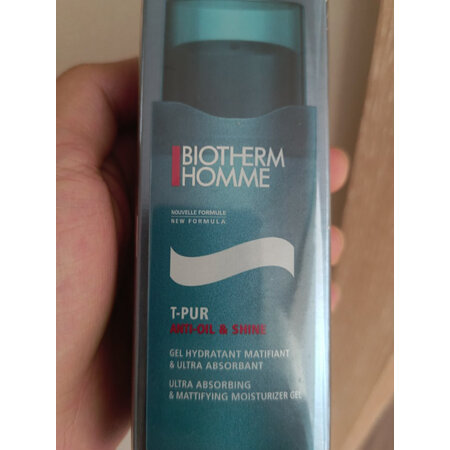 BIOTHERM
HOMME
NOUVELLE FORMULE
NEW FORMULA
T-PUR
ANTI-OIL & SHINE
GEL HYDRATANT MATIFIANT
& ULTRA ABSORBANT
ULTRA ABSORBING
& MATTIFYING MOISTURIZER GEL